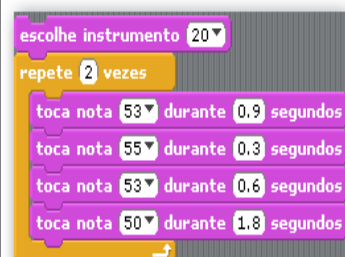 escolhe instrumento 20
repete 2 vezes
toca nota 53 durante 0.9 segundos
toca nota 55 durante 0.3 segundos
toca nota 53 durante 0.6 segundos
toca nota 50 durante 1.8 segundos